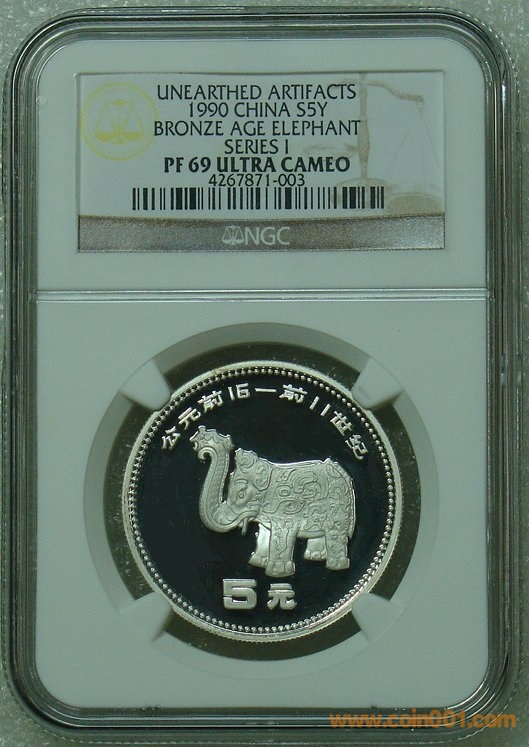 UNEARTHED ARTIFACTS
1990 CHINA S5Y
BRONZE AGE ELEPHANT
SERIES I
PF 69 ULTRA CAMEO
4267871-003
NGC
公元前16一前11世纪
5元
www.coin001.com